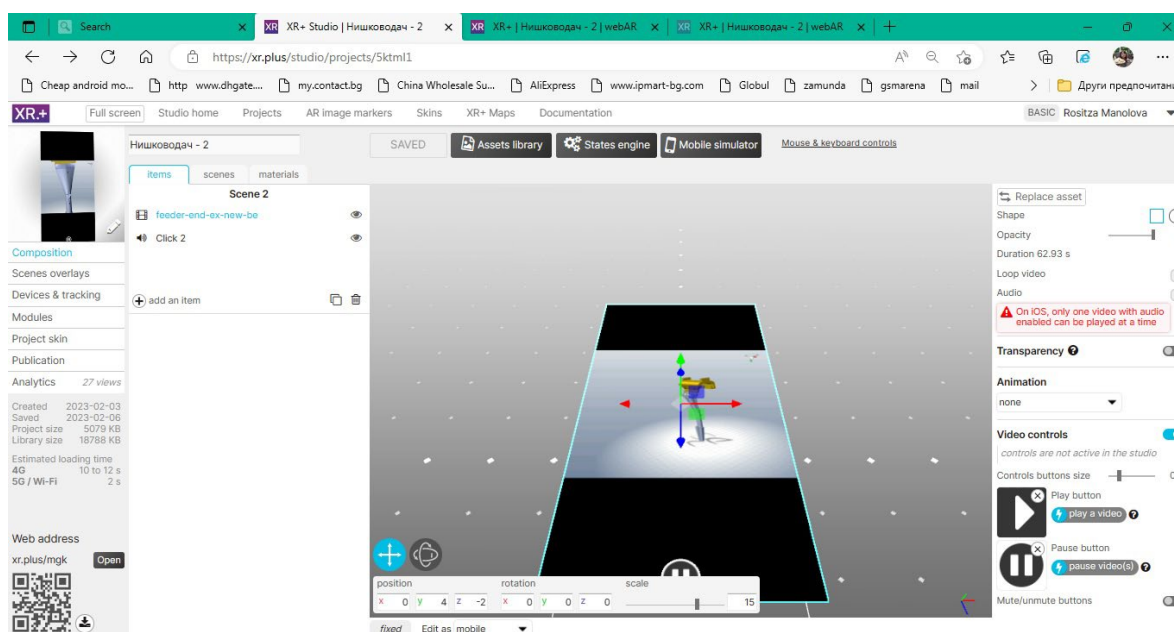 Search
XR XR+ Studio | Нишководач - 2
XR XR+ | Нишководач - 2 | webAR
XR XR+ | Нишководач - 2 | webAR
https://xr.plus/studio/projects/5ktml1
Cheap android mo...
http www.dhgate....
my.contact.bg
China Wholesale Su...
AliExpress
www.ipmart-bg.com
Globul
zamunda
gsmarena
mail
Други предпочитани
XR.+
Full screen
Studio home
Projects
AR image markers
Skins
XR+ Maps
Documentation
BASIC Rositza Manolova
Нишководач - 2
SAVED
Assets library
States engine
Mobile simulator
Mouse & keyboard controls
items
scenes
materials
Scene 2
feeder-end-ex-new-be
Click 2
add an item
Composition
Scenes overlays
Devices & tracking
Modules
Project skin
Publication
Analytics 27 views
Created 2023-02-03
Saved 2023-02-06
Project size 5079 KB
Library size 18788 KB
Estimated loading time
4G 10 to 12 s
5G / Wi-Fi 2 s
Web address
xr.plus/mgk Open
position
rotation
scale
x 0 y 4 z -2 x 0 y 0 z 0 15
fixed Edit as mobile
Replace asset
Shape
Opacity
Duration 62.93 s
Loop video
Audio
On iOS, only one video with audio
enabled can be played at a time
Transparency
Animation
none
Video controls
controls are not active in the studio
Controls buttons size
Play button
play a video
Pause button
pause video(s)
Mute/unmute buttons